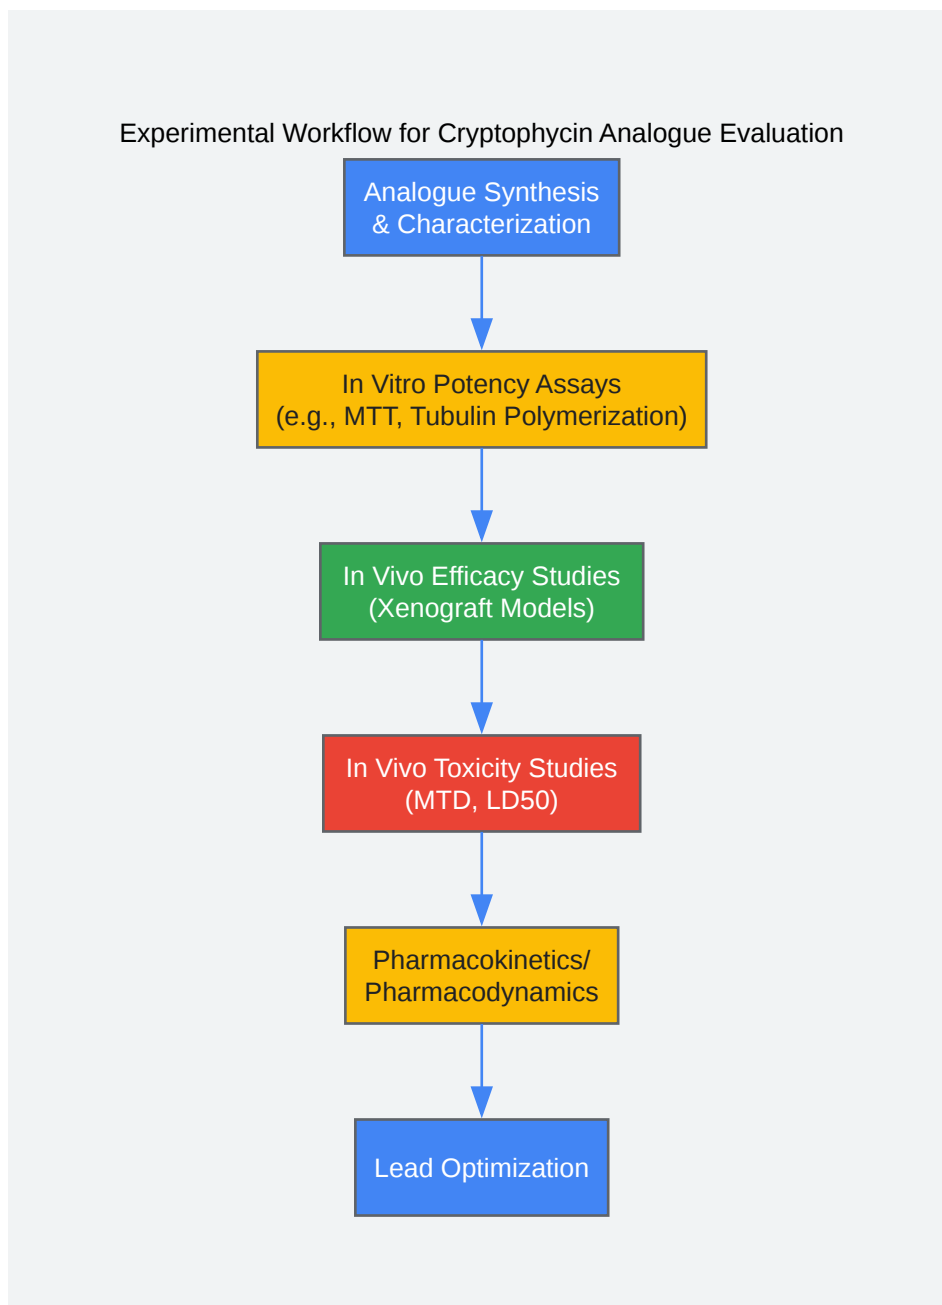 Experimental Workflow for Cryptophycin Analogue Evaluation
Analogue Synthesis
& Characterization
In Vitro Potency Assays
(e.g., MTT, Tubulin Polymerization)
In Vivo Efficacy Studies
(Xenograft Models)
In Vivo Toxicity Studies
(MTD, LD50)
Pharmacokinetics/
Pharmacodynamics
Lead Optimization